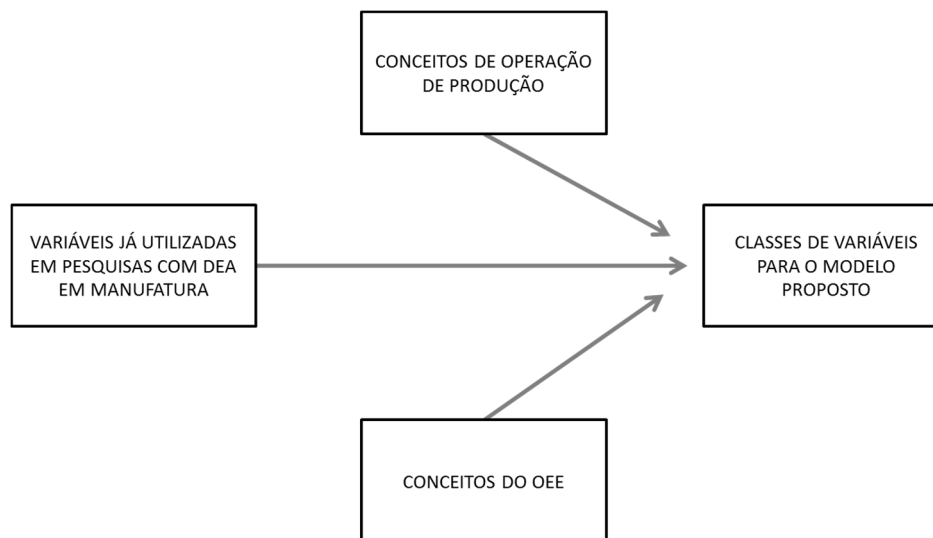 CONCEITOS DE OPERAÇÃO
DE PRODUÇÃO
VARIÁVEIS JÁ UTILIZADAS
EM PESQUISAS COM DEA
EM MANUFATURA
CLASSES DE VARIÁVEIS
PARA O MODELO
PROPOSTO
CONCEITOS DO OEE